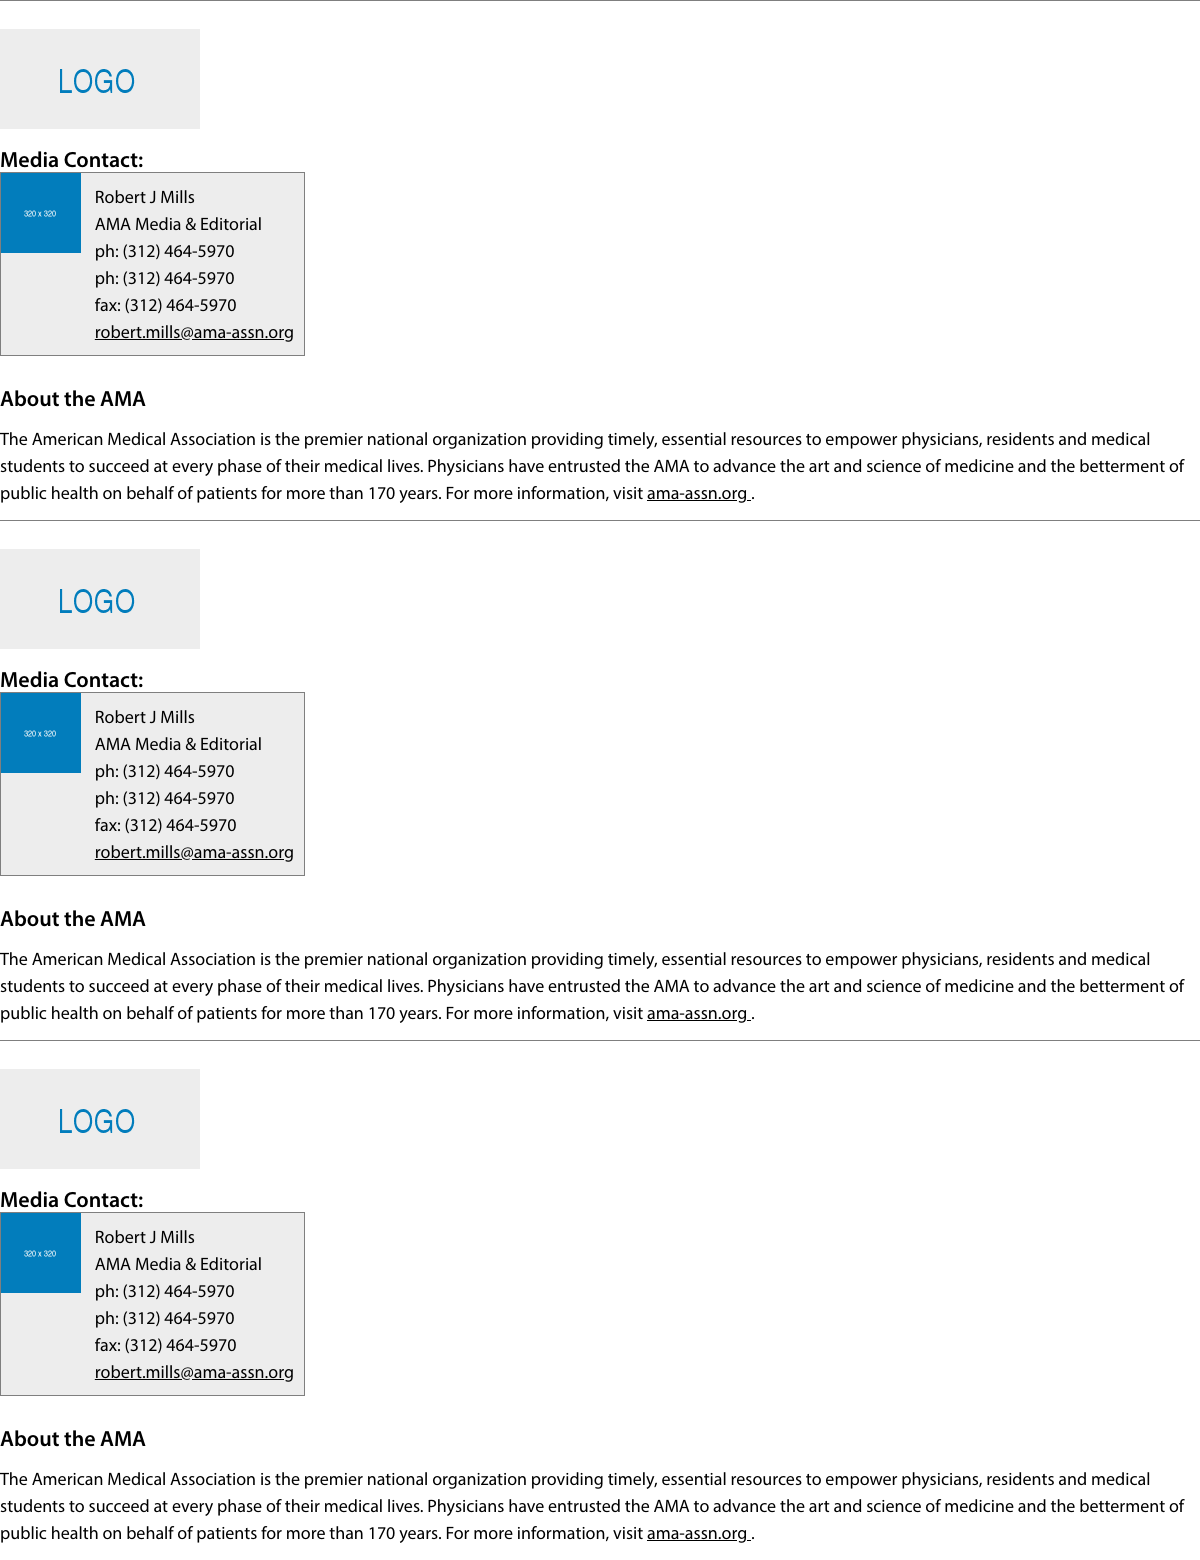 LOGO
Media Contact:
320 x 320
Robert J Mills
AMA Media & Editorial
ph: (312) 464-5970
ph: (312) 464-5970
fax: (312) 464-5970
robert.mills@ama-assn.org
About the AMA
The American Medical Association is the premier national organization providing timely, essential resources to empower physicians, residents and medical
students to succeed at every phase of their medical lives. Physicians have entrusted the AMA to advance the art and science of medicine and the betterment of
public health on behalf of patients for more than 170 years. For more information, visit ama-assn.org .
LOGO
Media Contact:
320 x 320
Robert J Mills
AMA Media & Editorial
ph: (312) 464-5970
ph: (312) 464-5970
fax: (312) 464-5970
robert.mills@ama-assn.org
About the AMA
The American Medical Association is the premier national organization providing timely, essential resources to empower physicians, residents and medical
students to succeed at every phase of their medical lives. Physicians have entrusted the AMA to advance the art and science of medicine and the betterment of
public health on behalf of patients for more than 170 years. For more information, visit ama-assn.org .
LOGO
Media Contact:
320 x 320
Robert J Mills
AMA Media & Editorial
ph: (312) 464-5970
ph: (312) 464-5970
fax: (312) 464-5970
robert.mills@ama-assn.org
About the AMA
The American Medical Association is the premier national organization providing timely, essential resources to empower physicians, residents and medical
students to succeed at every phase of their medical lives. Physicians have entrusted the AMA to advance the art and science of medicine and the betterment of
public health on behalf of patients for more than 170 years. For more information, visit ama-assn.org .